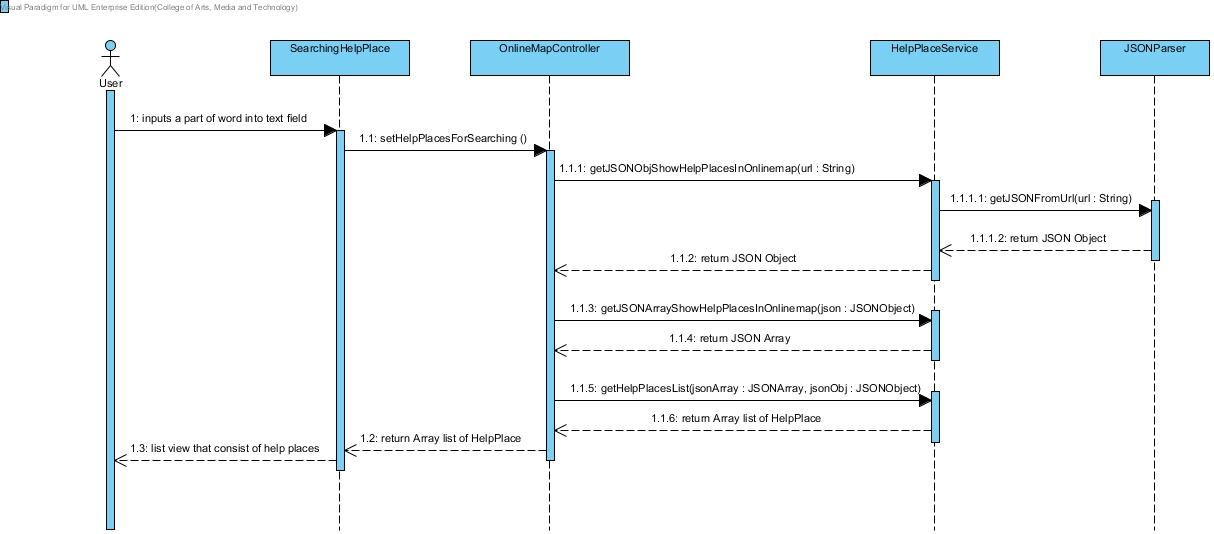 Visual Paradigm for UML Enterprise Edition(College of Arts, Media and Technology)
SearchingHelpPlace
OnlineMapController
HelpPlaceService
JSONParser
User
1: inputs a part of word into text field
1.1: setHelpPlacesForSearching ()
1.1.1: getJSONObjShowHelpPlacesInOnlinemap(url : String)
1.1.1.1: getJSONFromUrl(url : String)
1.1.1.2: return JSON Object
1.1.2: return JSON Object
1.1.3: getJSONArrayShowHelpPlacesInOnlinemap(json : JSONObject)
1.1.4: return JSON Array
1.1.5: getHelpPlacesList(jsonArray : JSONArray, jsonObj : JSONObject)
1.1.6: return Array list of HelpPlace
1.2: return Array list of HelpPlace
1.3: list view that consist of help places